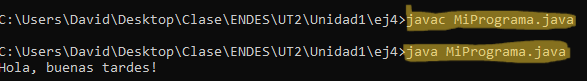 C:\Users\David\Desktop\Clase\ENDES\UT2\Unidad1\ej4>javac MiPrograma.java
C:\Users\David\Desktop\Clase\ENDES\UT2\Unidad1\ej4>java MiPrograma.java
Hola, buenas tardes!